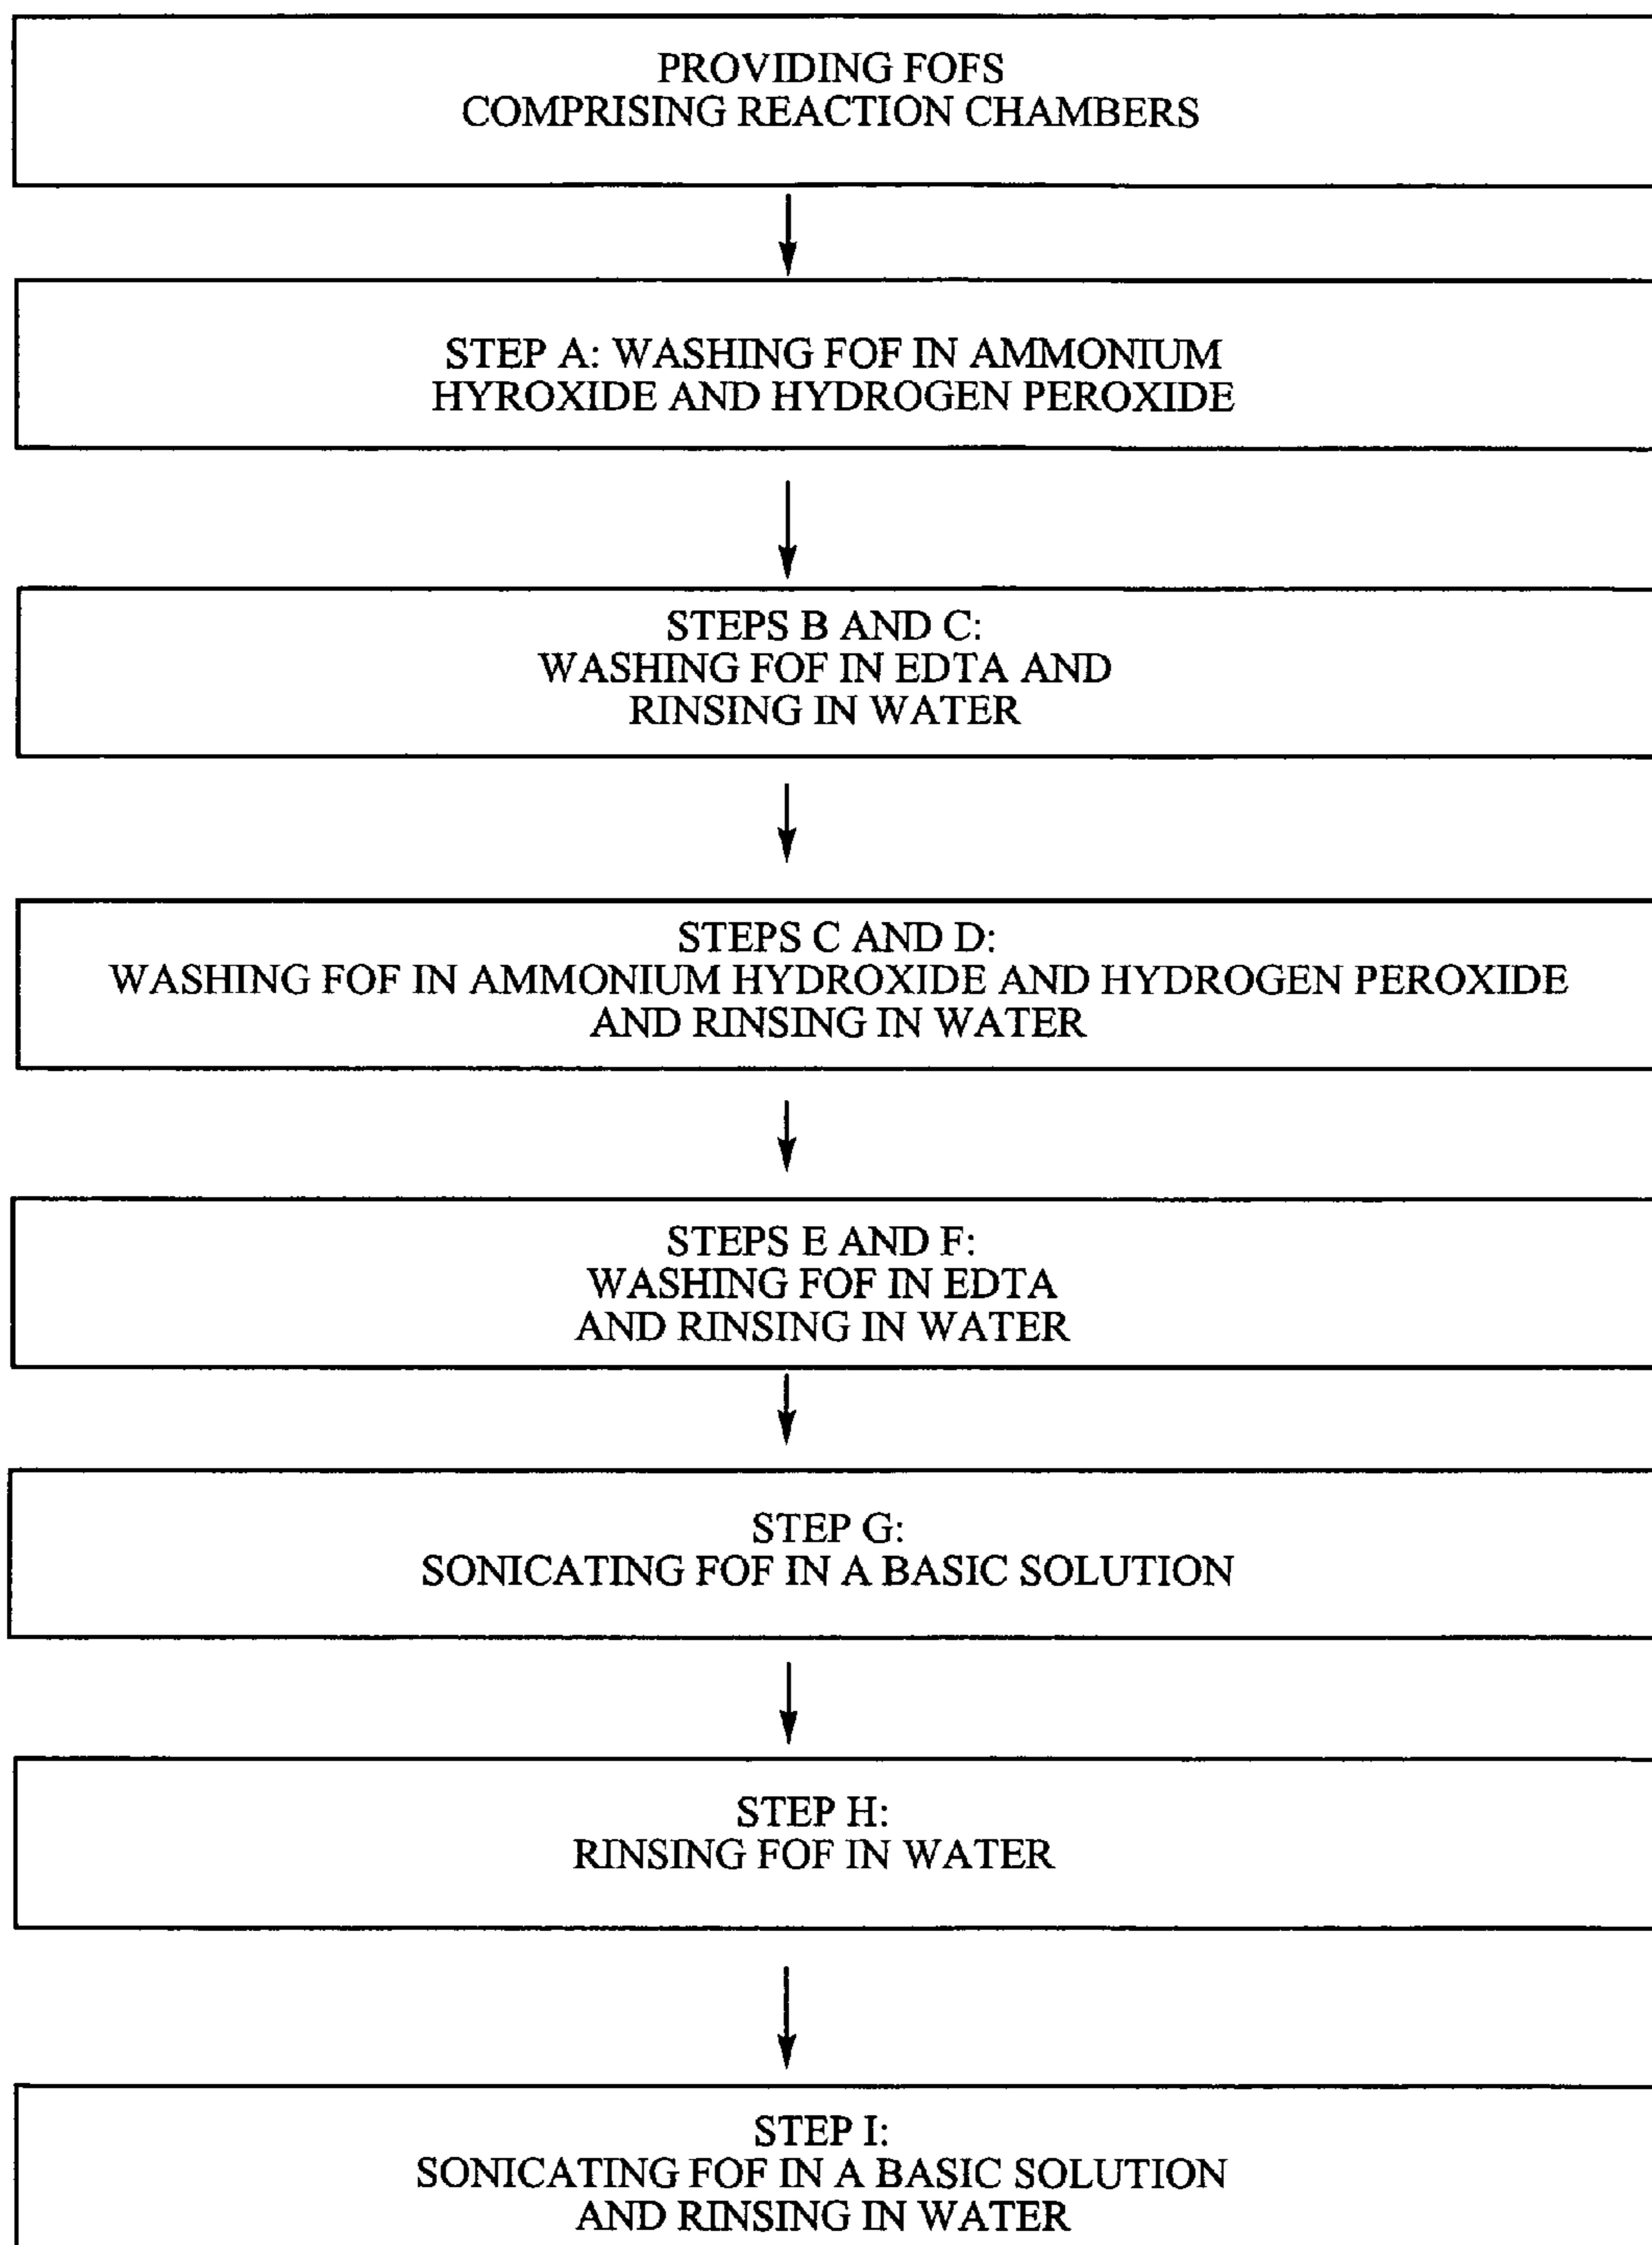 PROVIDING FOFS
COMPRISING REACTION CHAMBERS
STEP A: WASHING FOF IN AMMONIUM
HYROXIDE AND HYDROGEN PEROXIDE
STEPS B AND C:
WASHING FOF IN EDTA AND
RINSING IN WATER
STEPS C AND D:
WASHING FOF IN AMMONIUM HYDROXIDE AND HYDROGEN PEROXIDE
AND RINSING IN WATER
STEPS E AND F:
WASHING FOF IN EDTA
AND RINSING IN WATER
STEP G:
SONICATING FOF IN A BASIC SOLUTION
STEP H:
RINSING FOF IN WATER
STEP I:
SONICATING FOF IN A BASIC SOLUTION
AND RINSING IN WATER